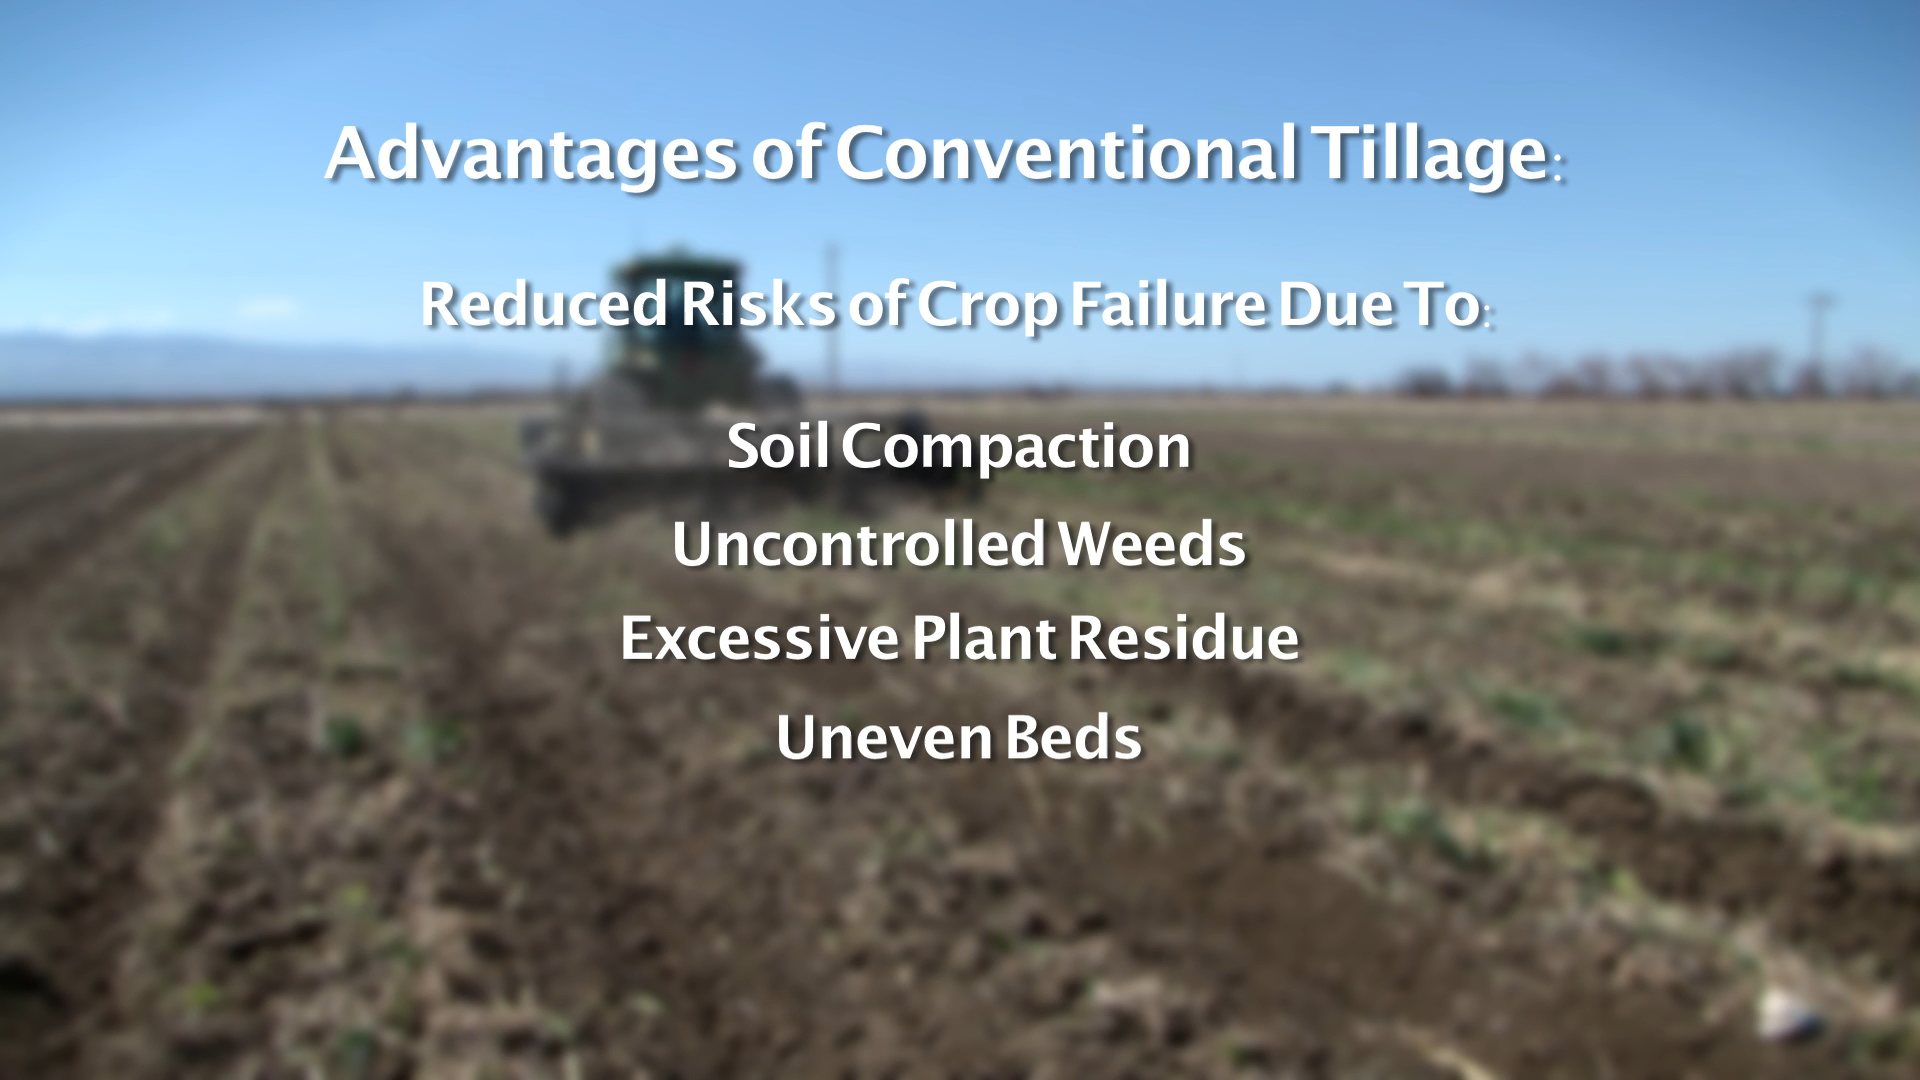 Advantages of Conventional Tillage:
Reduced Risks of Crop Failure Due To:
Soil Compaction
Uncontrolled Weeds
Excessive Plant Residue
Uneven Beds